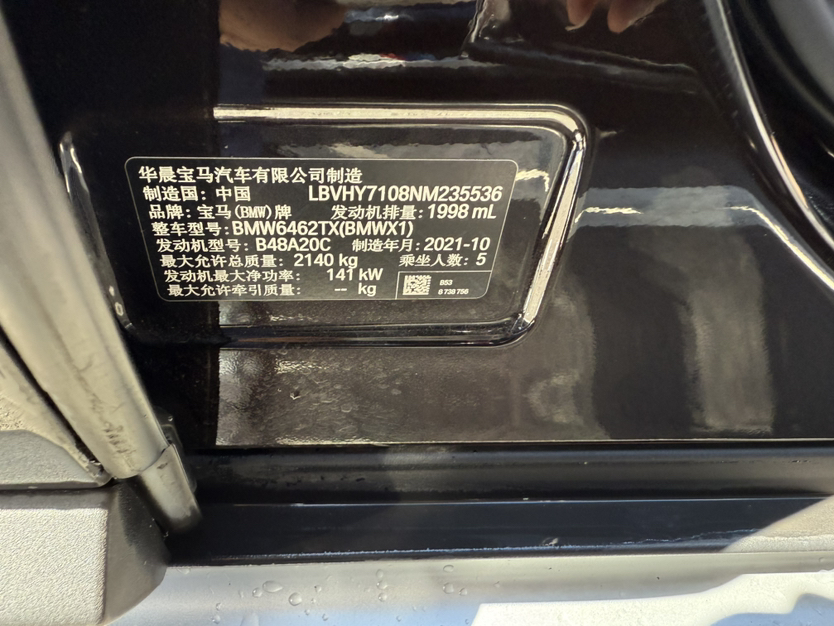 华晨宝马汽车有限公司制造
制造国：中国 LBVHY7108NM235536
品牌：宝马(BMW)牌 发动机排量：1998 mL
整车型号：BMW6462TX(BMWX1)
发动机型号：B48A20C 制造年月：2021-10
最大允许总质量：2140 kg 乘坐人数：5
发动机最大净功率： 141 kW
最大允许牵引质量： -- kg
B53
8 738 756